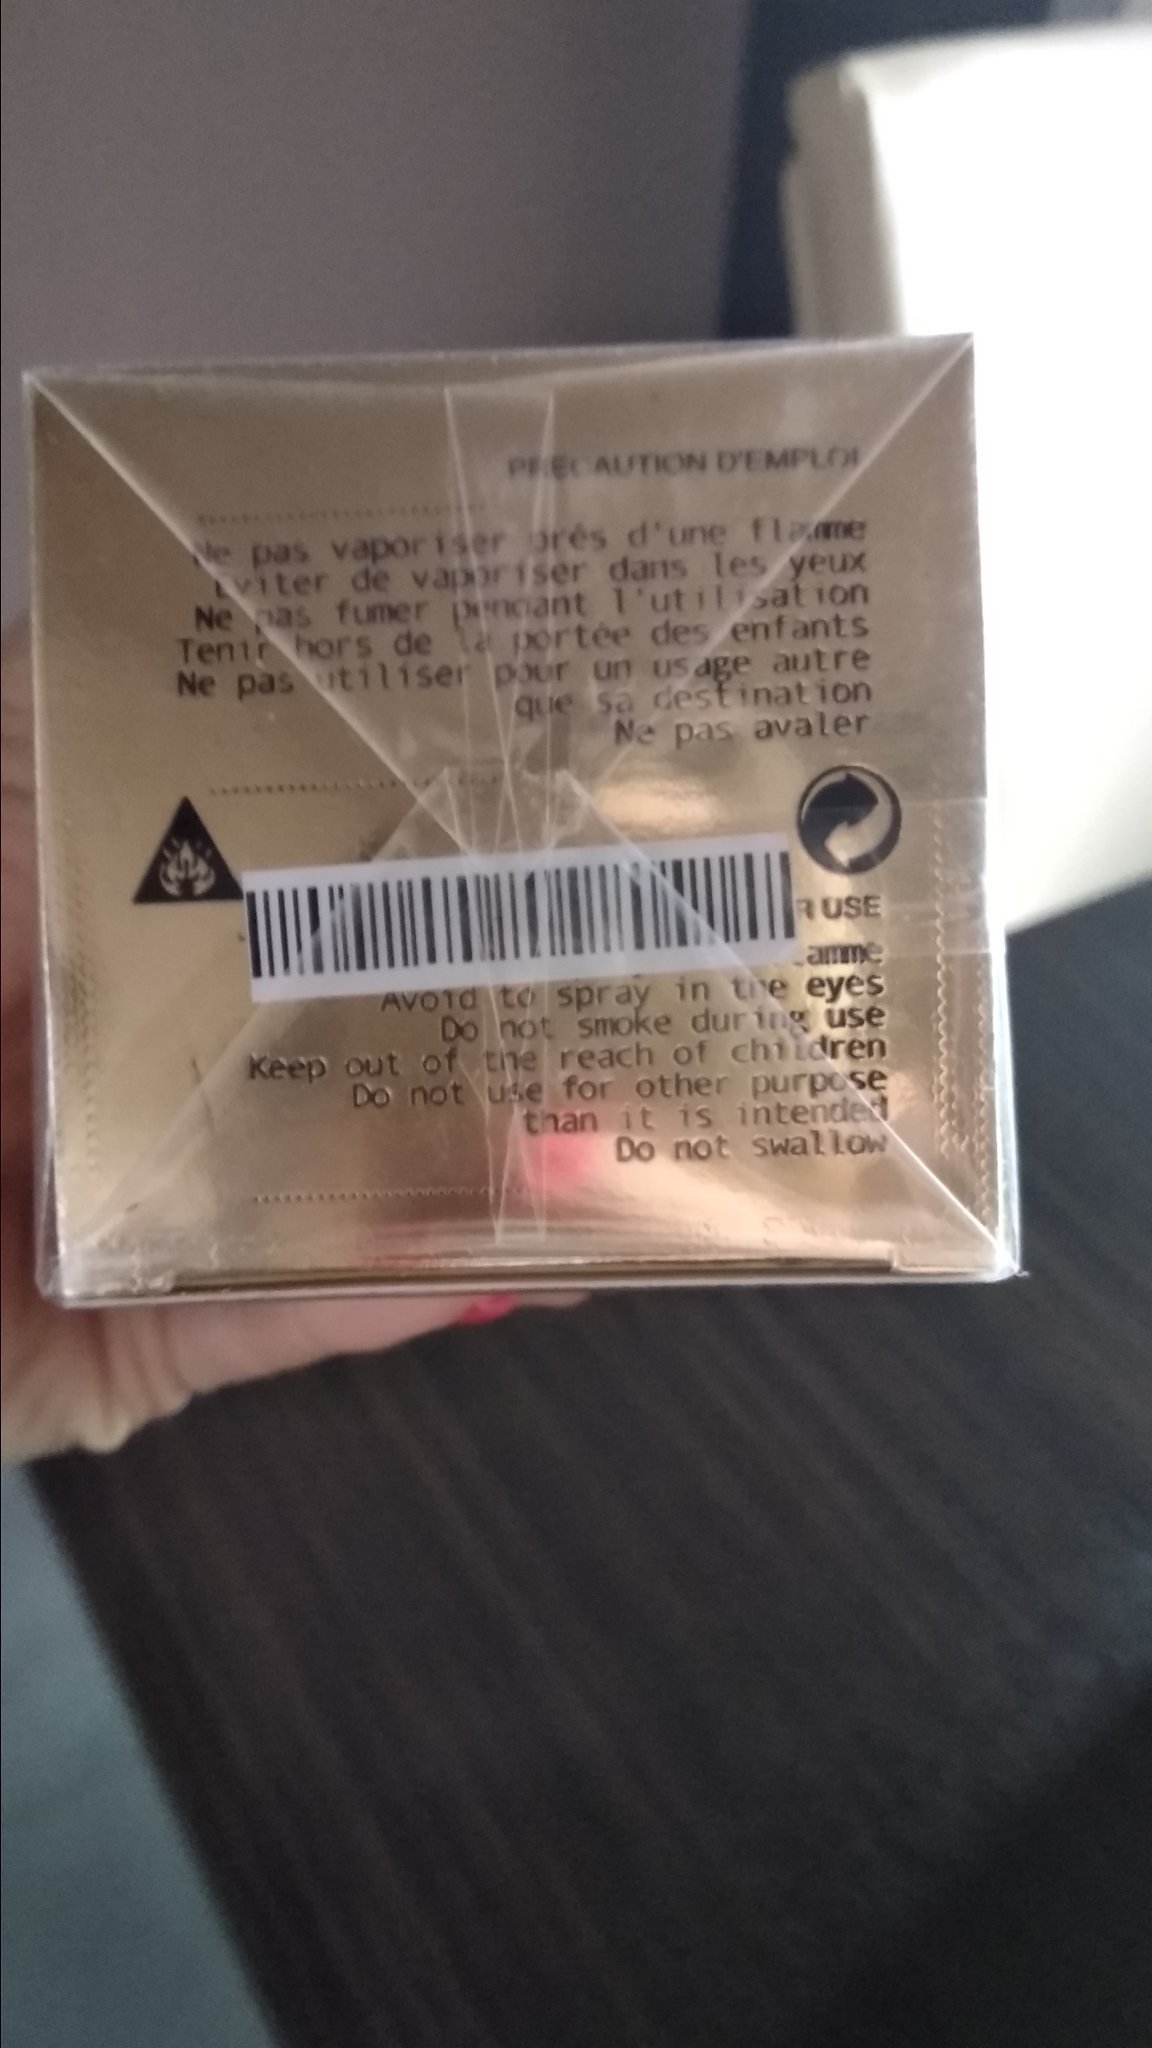 PRECAUTION D'EMPLOI
Ne pas vaporiser prés d'une flamme
Eviter de vaporiser dans les yeux
Ne pas fumer pendant l'utilisation
Tenir hors de la portée des enfants
Ne pas utiliser pour un usage autre
que sa destination
Ne pas avaler
R USE
amme
Avoid to spray in the eyes
Do not smoke during use
Keep out of the reach of children
Do not use for other purpose
than it is intended
Do not swallow